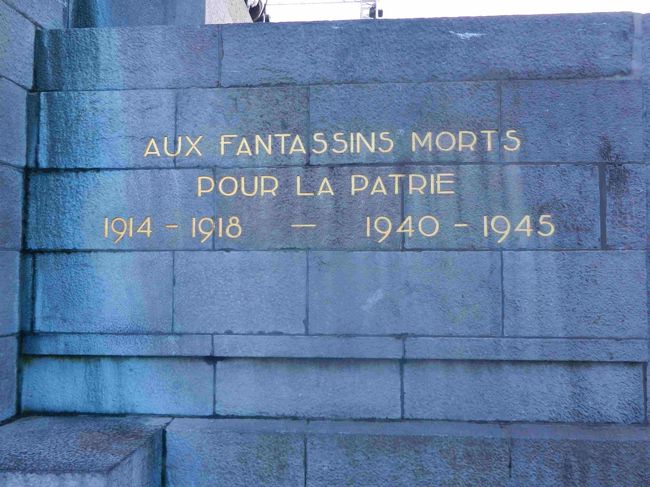 AUX FANTASSINS MORTS
POUR LA PATRIE
1914 - 1918 — 1940 - 1945